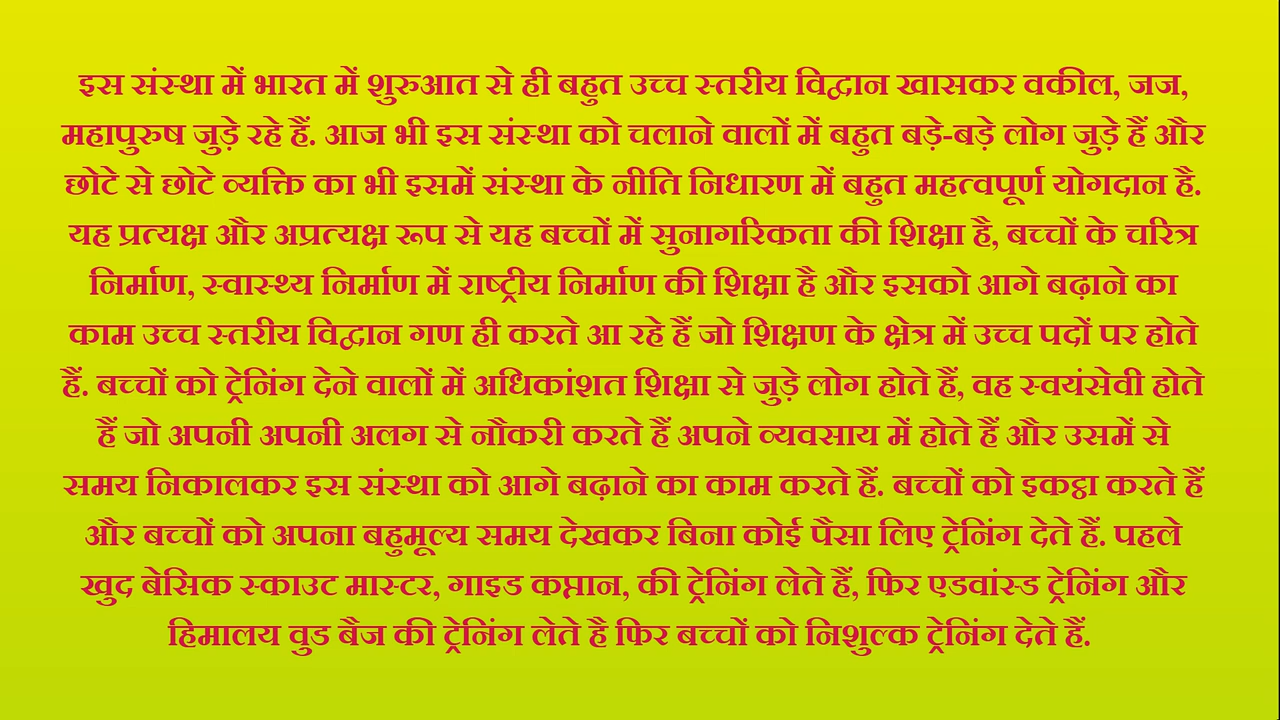 इस संस्था में भारत में शुरुआत से ही बहुत उच्च स्तरीय विद्वान खासकर वकील, जज,
महापुरुष जुड़े रहे हैं. आज भी इस संस्था को चलाने वालों में बहुत बड़े-बड़े लोग जुड़े हैं और
छोटे से छोटे व्यक्ति का भी इसमें संस्था के नीति निधारण में बहुत महत्वपूर्ण योगदान है.
यह प्रत्यक्ष और अप्रत्यक्ष रूप से यह बच्चों में सुनागरिकता की शिक्षा है, बच्चों के चरित्र
निर्माण, स्वास्थ्य निर्माण में राष्ट्रीय निर्माण की शिक्षा है और इसको आगे बढ़ाने का
काम उच्च स्तरीय विद्वान गण ही करते आ रहे हैं जो शिक्षण के क्षेत्र में उच्च पदों पर होते
हैं. बच्चों को ट्रेनिंग देने वालों में अधिकांशत शिक्षा से जुड़े लोग होते हैं, वह स्वयंसेवी होते
हैं जो अपनी अपनी अलग से नौकरी करते हैं अपने व्यवसाय में होते हैं और उसमें से
समय निकालकर इस संस्था को आगे बढ़ाने का काम करते हैं. बच्चों को इकट्ठा करते हैं
और बच्चों को अपना बहुमूल्य समय देखकर बिना कोई पैसा लिए ट्रेनिंग देते हैं. पहले
खुद बेसिक स्काउट मास्टर, गाइड कप्तान, की ट्रेनिंग लेते हैं, फिर एडवांस्ड ट्रेनिंग और
हिमालय वुड बैज की ट्रेनिंग लेते है फिर बच्चों को निशुल्क ट्रेनिंग देते हैं.